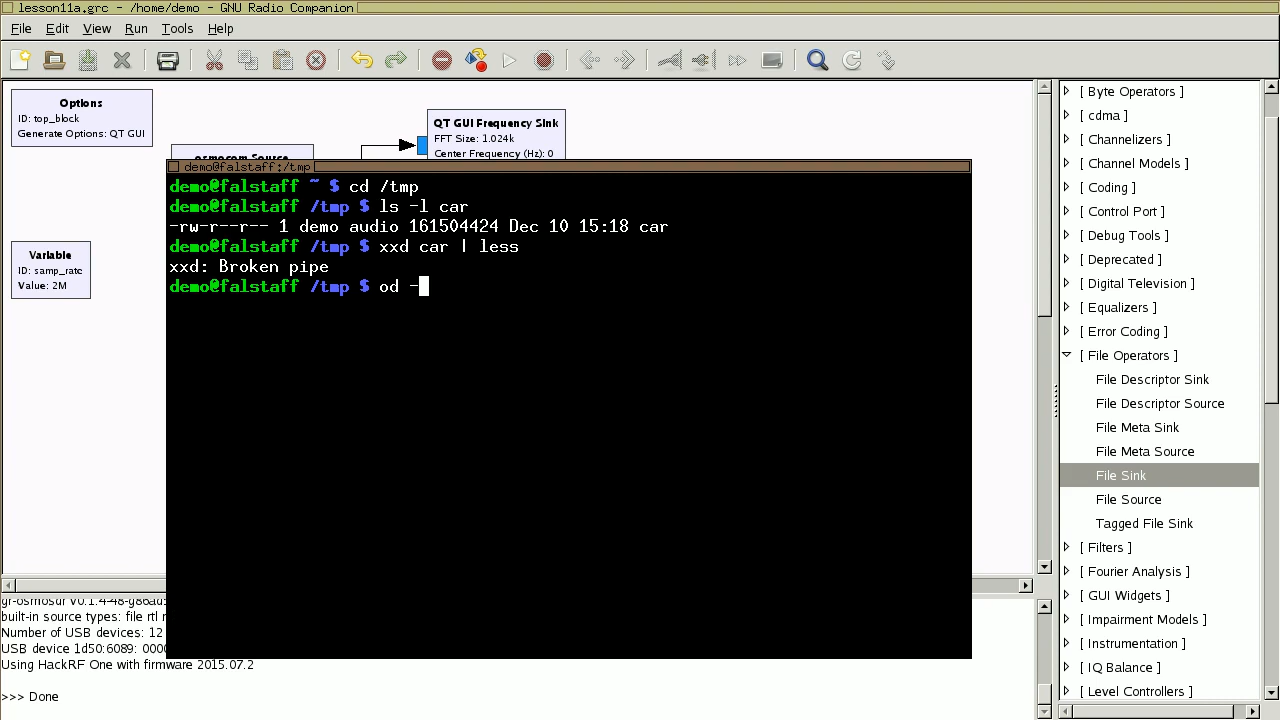 lesson11a.grc - /home/demo - GNU Radio Companion
File Edit View Run Tools Help
Options
ID: top_block
Generate Options: QT GUI
QT GUI Frequency Sink
FFT Size: 1.024k
Center Frequency (Hz): 0
osmocom Source
Variable
ID: samp_rate
Value: 2M
demo@falstaff:/tmp
demo@falstaff ~ $ cd /tmp
demo@falstaff /tmp $ ls -l car
-rw-r--r-- 1 demo audio 161504424 Dec 10 15:18 car
demo@falstaff /tmp $ xxd car | less
xxd: Broken pipe
demo@falstaff /tmp $ od -
built-in source types: file rtl
Number of USB devices: 12
USB device 1d50:6089:
Using HackRF One with firmware 2015.07.2
>>> Done
[ Byte Operators ]
[ cdma ]
[ Channelizers ]
[ Channel Models ]
[ Coding ]
[ Control Port ]
[ Debug Tools ]
[ Deprecated ]
[ Digital Television ]
[ Equalizers ]
[ Error Coding ]
[ File Operators ]
File Descriptor Sink
File Descriptor Source
File Meta Sink
File Meta Source
File Sink
File Source
Tagged File Sink
[ Filters ]
[ Fourier Analysis ]
[ GUI Widgets ]
[ Impairment Models ]
[ Instrumentation ]
[ IQ Balance ]
[ Level Controllers ]